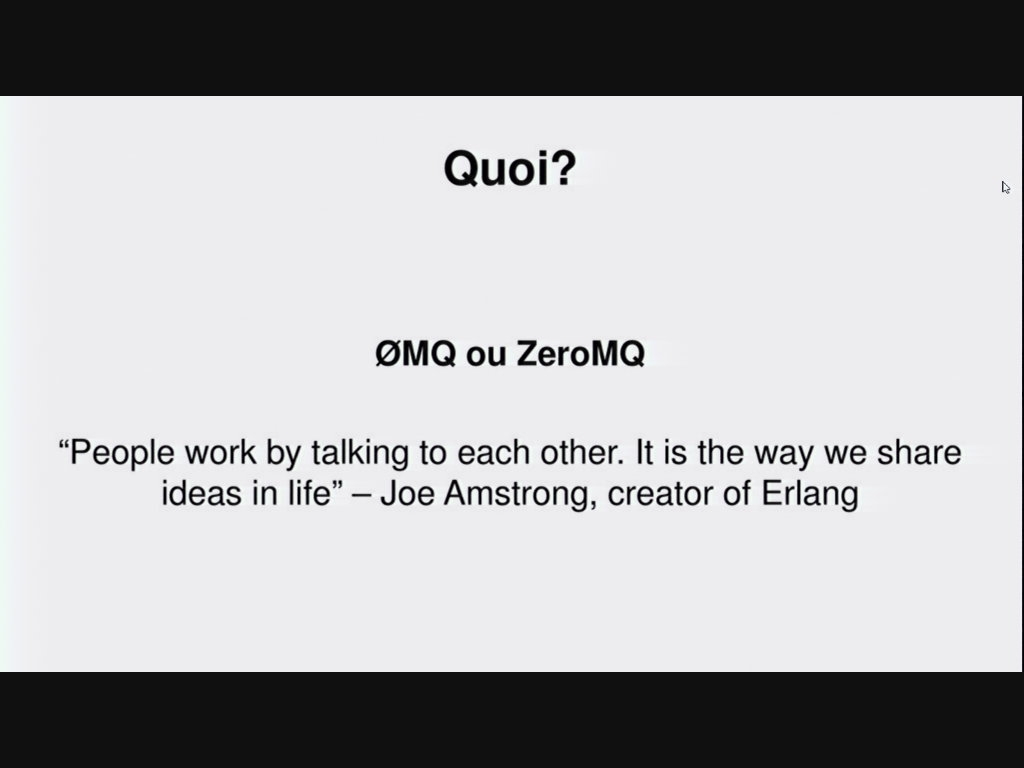 Quoi?
ØMQ ou ZeroMQ
“People work by talking to each other. It is the way we share
ideas in life” – Joe Amstrong, creator of Erlang